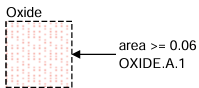 Oxide
area >= 0.06
OXIDE.A.1